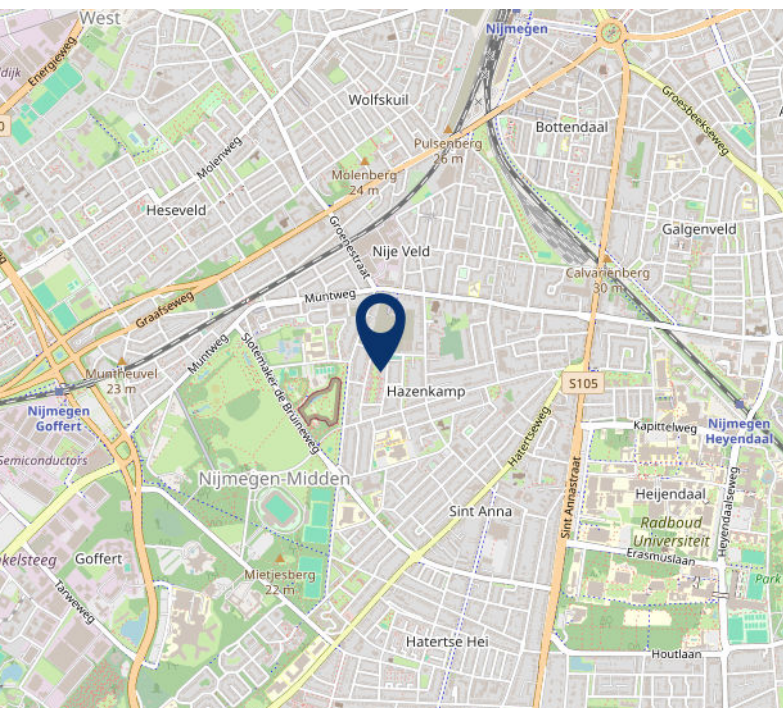 West
Nijmegen
Energieweg
ldijk
Wolfskuil
Groesbeekseweg
Bottendaal
Pulsenberg
26 m
Molenweg
Molenberg
24 m
Heseveld
Groenestraat
Galgenveld
Nije Veld
Calvariënberg
30 m
Muntweg
Graafseweg
Muntweg
Slotemaker de Bruïneweg
Muntheuvel
23 m
S105
Hazenkamp
Nijmegen
Goffert
Hatertseweg
Kapittelweg
Nijmegen
Heyendaal
Semiconductors
Nijmegen-Midden
Sint Annastraat
Heijendaal
Heyendaalseweg
Sint Anna
Radboud
Universiteit
Erasmuslaan
kelsteeg
Goffert
Mietjesberg
22 m
Park
Tarweweg
Hatertse Hei
Houtlaan